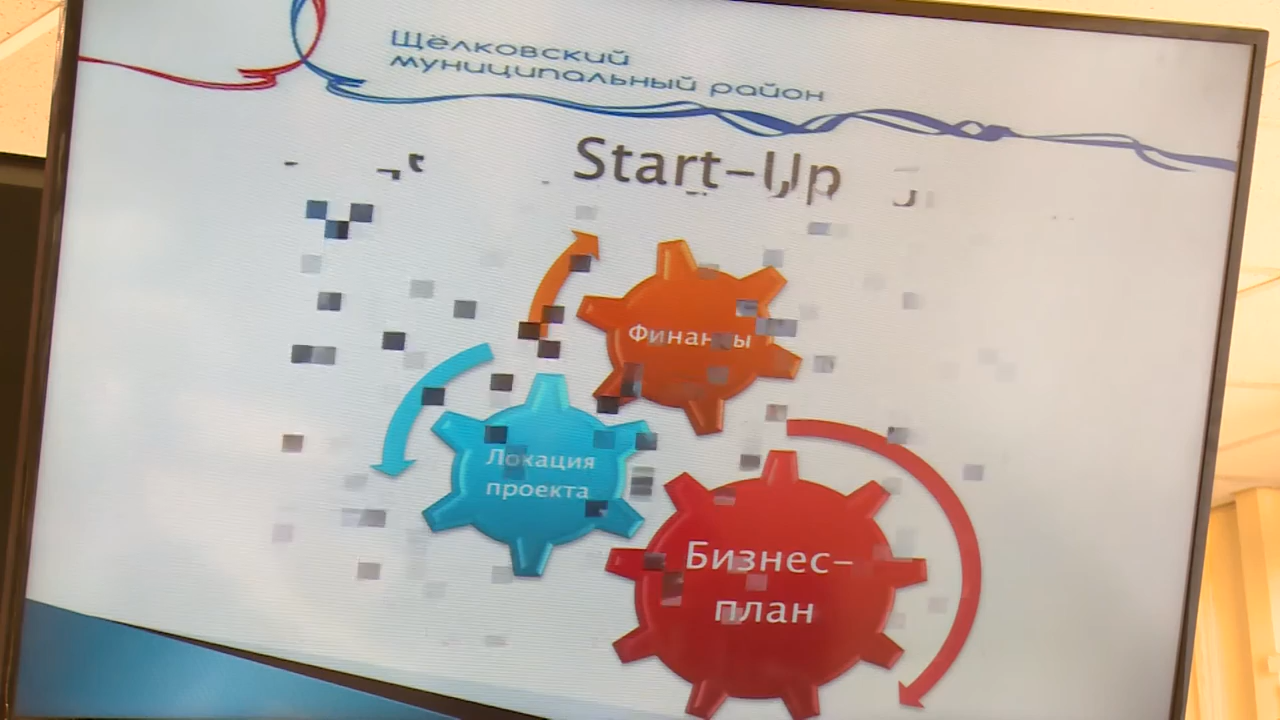 Щёлковский
муниципальный район
Start-Up
Финансы
Локация
проекта
Бизнес-
план